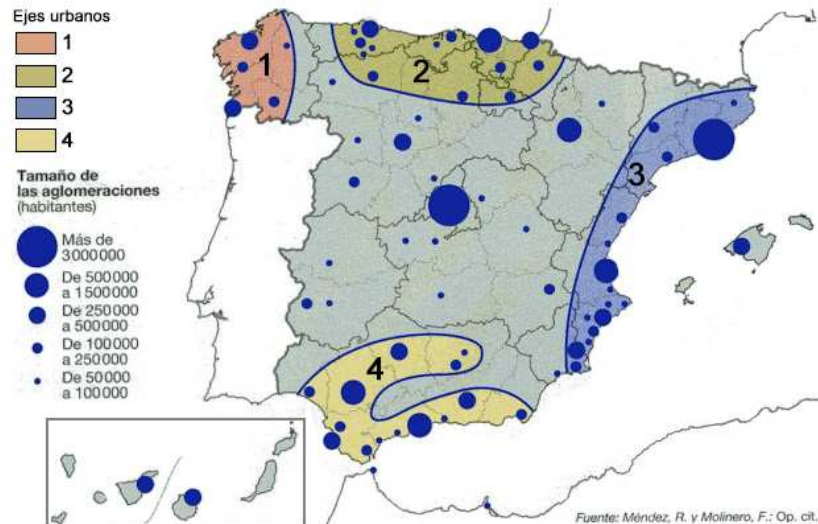 Ejes urbanos
1
2
3
4
Tamaño de
las aglomeraciones
(habitantes)
Más de
3000000
De 500000
a 1500000
De 250000
a 500000
De 100000
a 250000
De 50000
a 100000
1
2
3
4
Fuente: Méndez, R. y Molinero, F.: Op. cit.